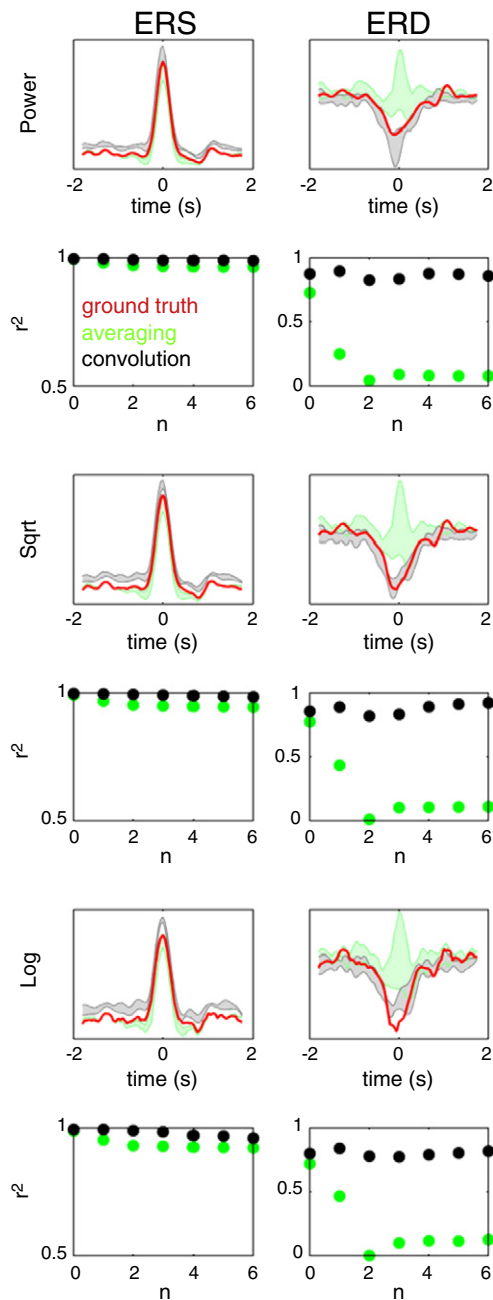 ERS ERD
Power
-2 0 2 -2 0 2
time (s) time (s)
1 1
r2 0.5
ground truth
averaging
convolution
0.5 0
0 2 4 6 0 2 4 6
n n
Sqrt
-2 0 2 -2 0 2
time (s) time (s)
1 1
r2 0.5
0.5 0
0 2 4 6 0 2 4 6
n n
Log
-2 0 2 -2 0 2
time (s) time (s)
1 1
r2 0.5
0.5 0
0 2 4 6 0 2 4 6
n n